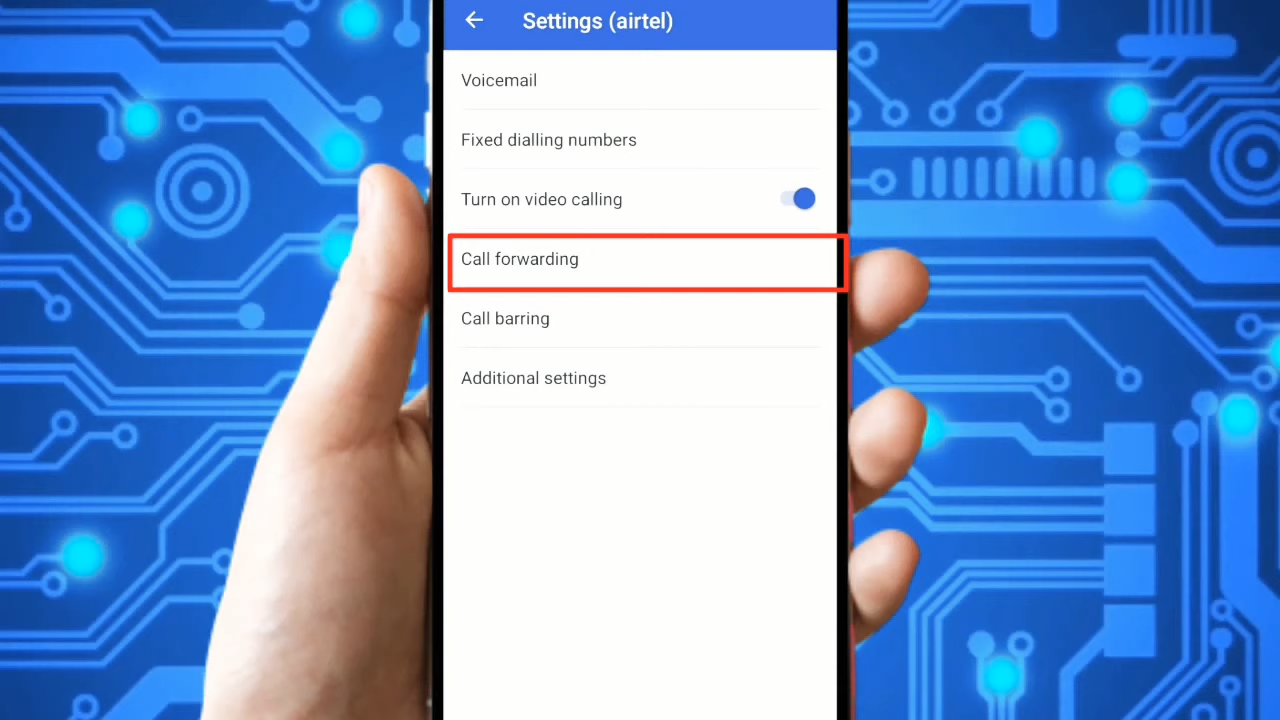 Settings (airtel)
Voicemail
Fixed dialling numbers
Turn on video calling
Call forwarding
Call barring
Additional settings